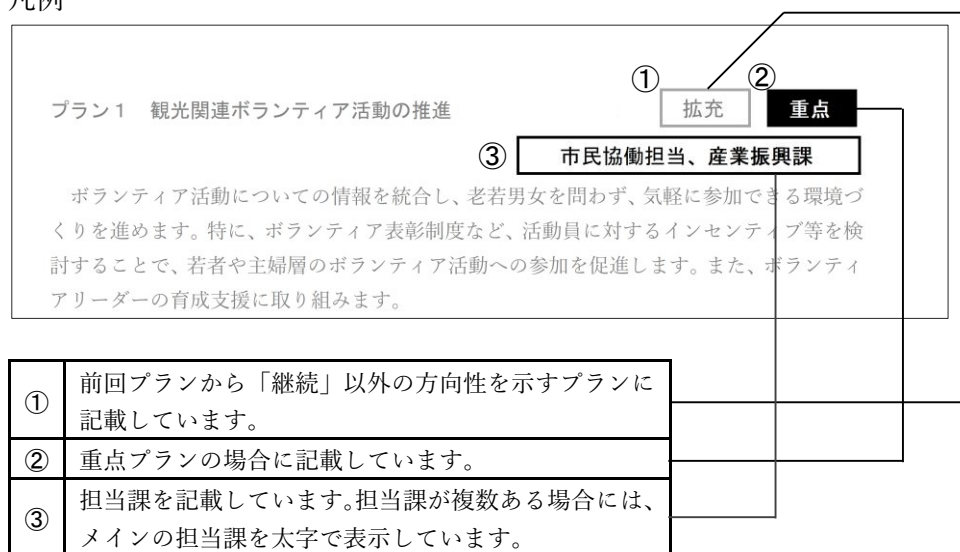 凡例
① ②
プラン1 観光関連ボランティア活動の推進 拡充 重点
③ 市民協働担当、産業振興課
ボランティア活動についての情報を統合し、老若男女を問わず、気軽に参加できる環境づ
くりを進めます。特に、ボランティア表彰制度など、活動員に対するインセンティブ等を検
討することで、若者や主婦層のボランティア活動への参加を促進します。また、ボランティ
アリーダーの育成支援に取り組みます。
① 前回プランから「継続」以外の方向性を示すプランに
記載しています。
② 重点プランの場合に記載しています。
③ 担当課を記載しています。担当課が複数ある場合には、
メインの担当課を太字で表示しています。